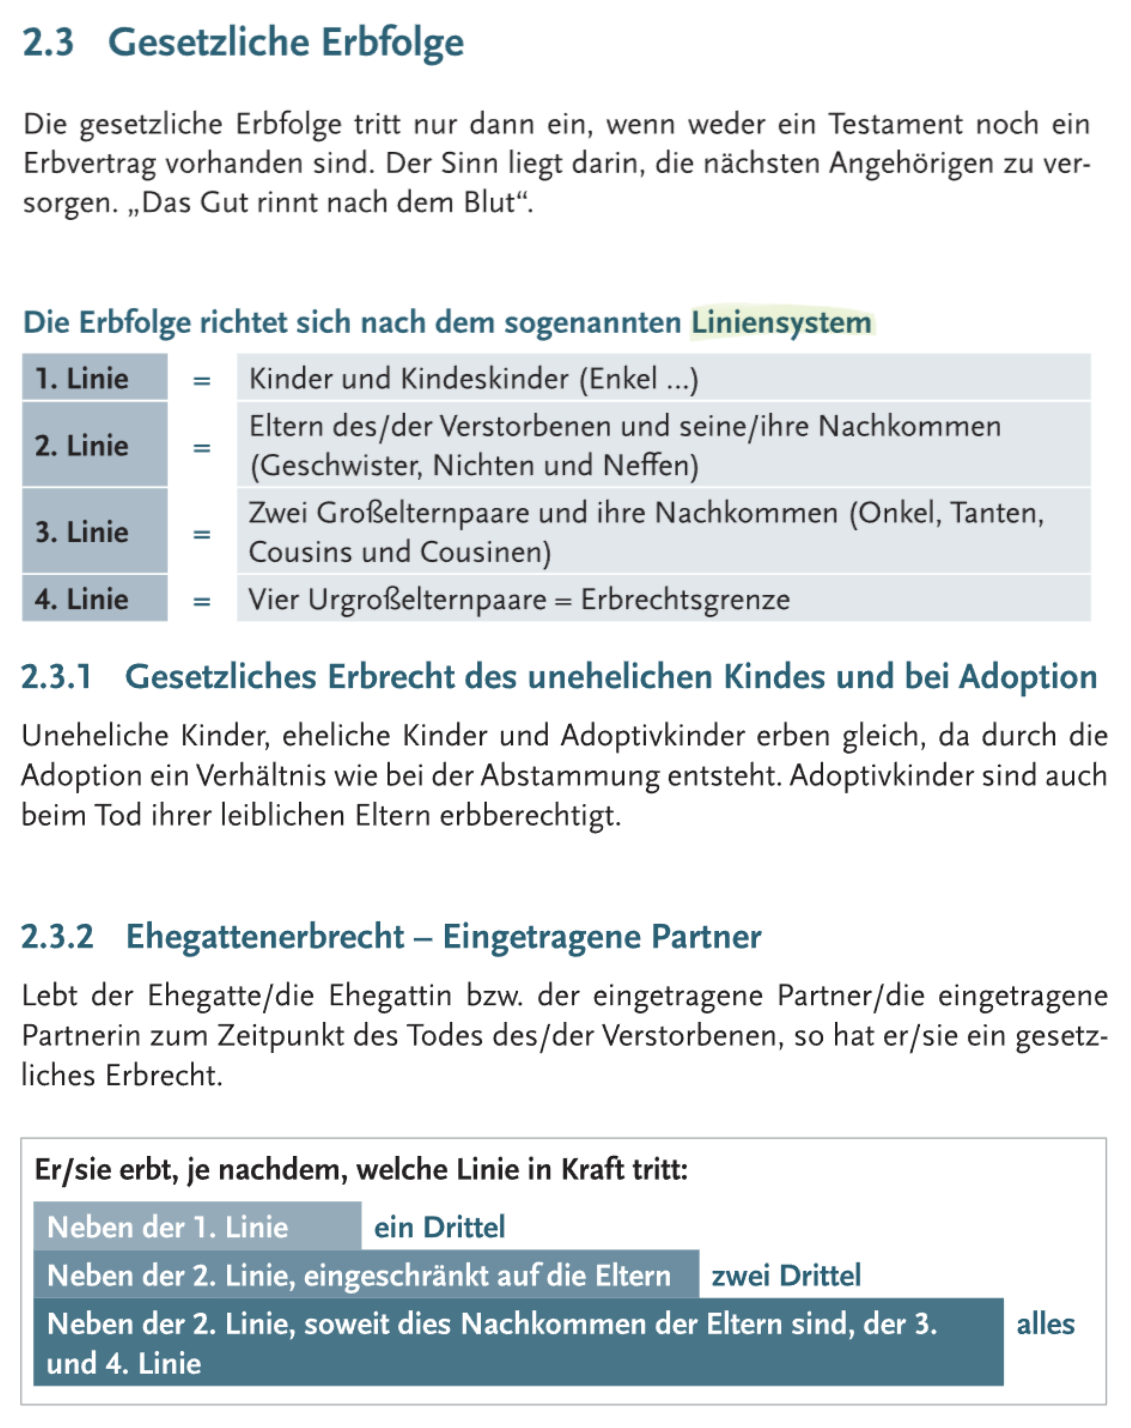 2.3 Gesetzliche Erbfolge
Die gesetzliche Erbfolge tritt nur dann ein, wenn weder ein Testament noch ein
Erbvertrag vorhanden sind. Der Sinn liegt darin, die nächsten Angehörigen zu ver-
sorgen. „Das Gut rinnt nach dem Blut“.
Die Erbfolge richtet sich nach dem sogenannten Liniensystem
1. Linie = Kinder und Kindeskinder (Enkel ...)
2. Linie = Eltern des/der Verstorbenen und seine/ihre Nachkommen
(Geschwister, Nichten und Neffen)
3. Linie = Zwei Großelternpaare und ihre Nachkommen (Onkel, Tanten,
Cousins und Cousinen)
4. Linie = Vier Urgroßelternpaare = Erbrechtsgrenze
2.3.1 Gesetzliches Erbrecht des unehelichen Kindes und bei Adoption
Uneheliche Kinder, eheliche Kinder und Adoptivkinder erben gleich, da durch die
Adoption ein Verhältnis wie bei der Abstammung entsteht. Adoptivkinder sind auch
beim Tod ihrer leiblichen Eltern erbberechtigt.
2.3.2 Ehegattenerbrecht – Eingetragene Partner
Lebt der Ehegatte/die Ehegattin bzw. der eingetragene Partner/die eingetragene
Partnerin zum Zeitpunkt des Todes des/der Verstorbenen, so hat er/sie ein gesetz-
liches Erbrecht.
Er/sie erbt, je nachdem, welche Linie in Kraft tritt:
Neben der 1. Linie ein Drittel
Neben der 2. Linie, eingeschränkt auf die Eltern zwei Drittel
Neben der 2. Linie, soweit dies Nachkommen der Eltern sind, der 3. alles
und 4. Linie